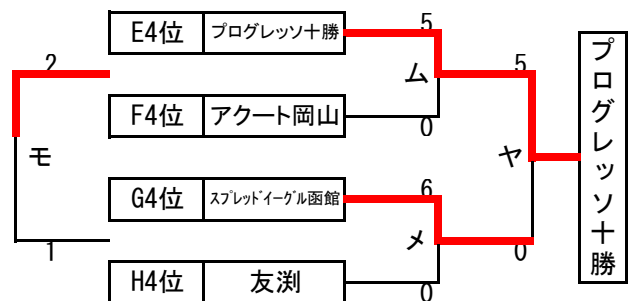 E4位 プログレッソ十勝 5
2 ム 5
F4位 アクート岡山 0
モ ヤ
G4位 スプレッドイーグル函館 6
1 メ 0
H4位 友渕 0
プログレッソ十勝